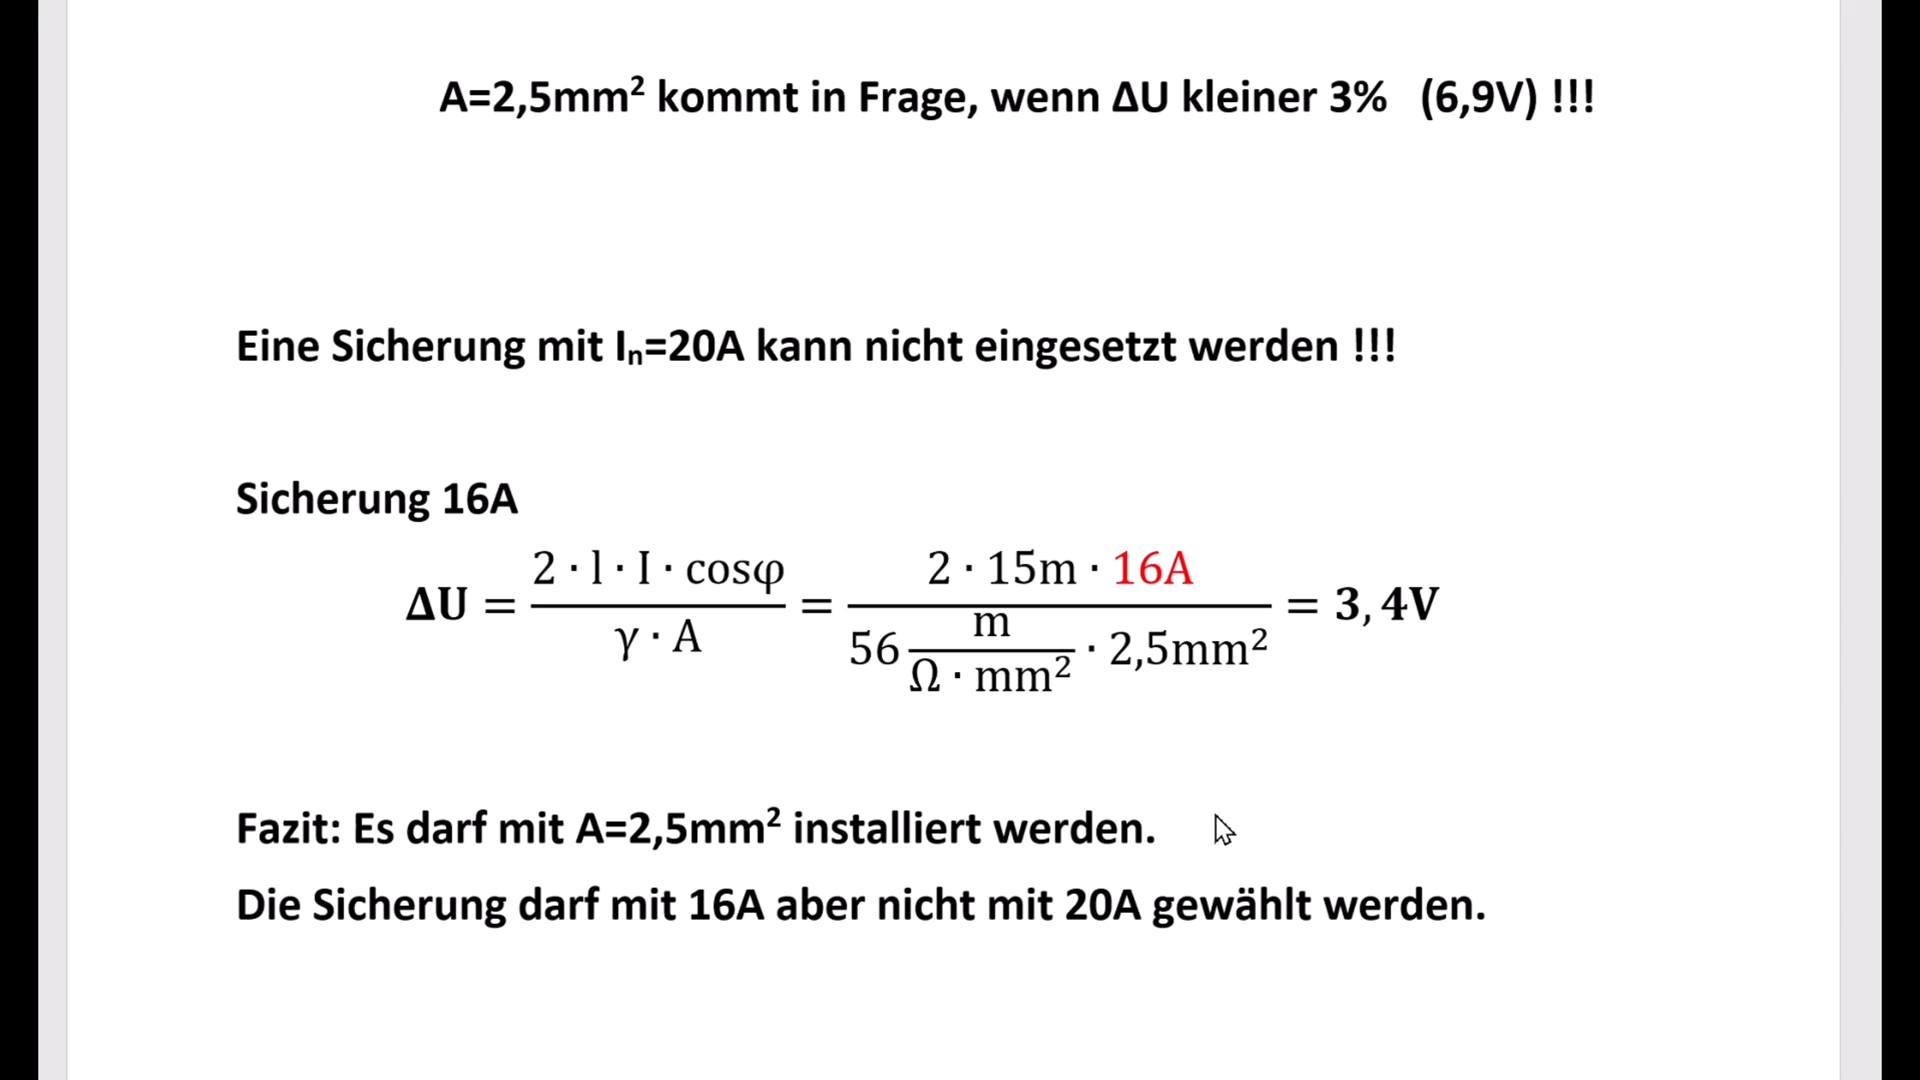 A=2,5mm² kommt in Frage, wenn ΔU kleiner 3% (6,9V) !!!
Eine Sicherung mit Iₙ=20A kann nicht eingesetzt werden !!!
Sicherung 16A
ΔU = (2 · l · I · cosφ) / (γ · A) = (2 · 15m · 16A) / (56 m / (Ω · mm²) · 2,5mm²) = 3,4V
Fazit: Es darf mit A=2,5mm² installiert werden.
Die Sicherung darf mit 16A aber nicht mit 20A gewählt werden.